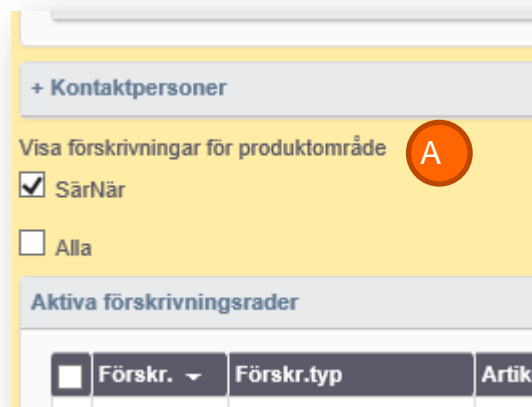 + Kontaktpersoner
Visa förskrivningar för produktområde
A
SärNär
Alla
Aktiva förskrivningsrader
Förskr. Förskr.typ Artik